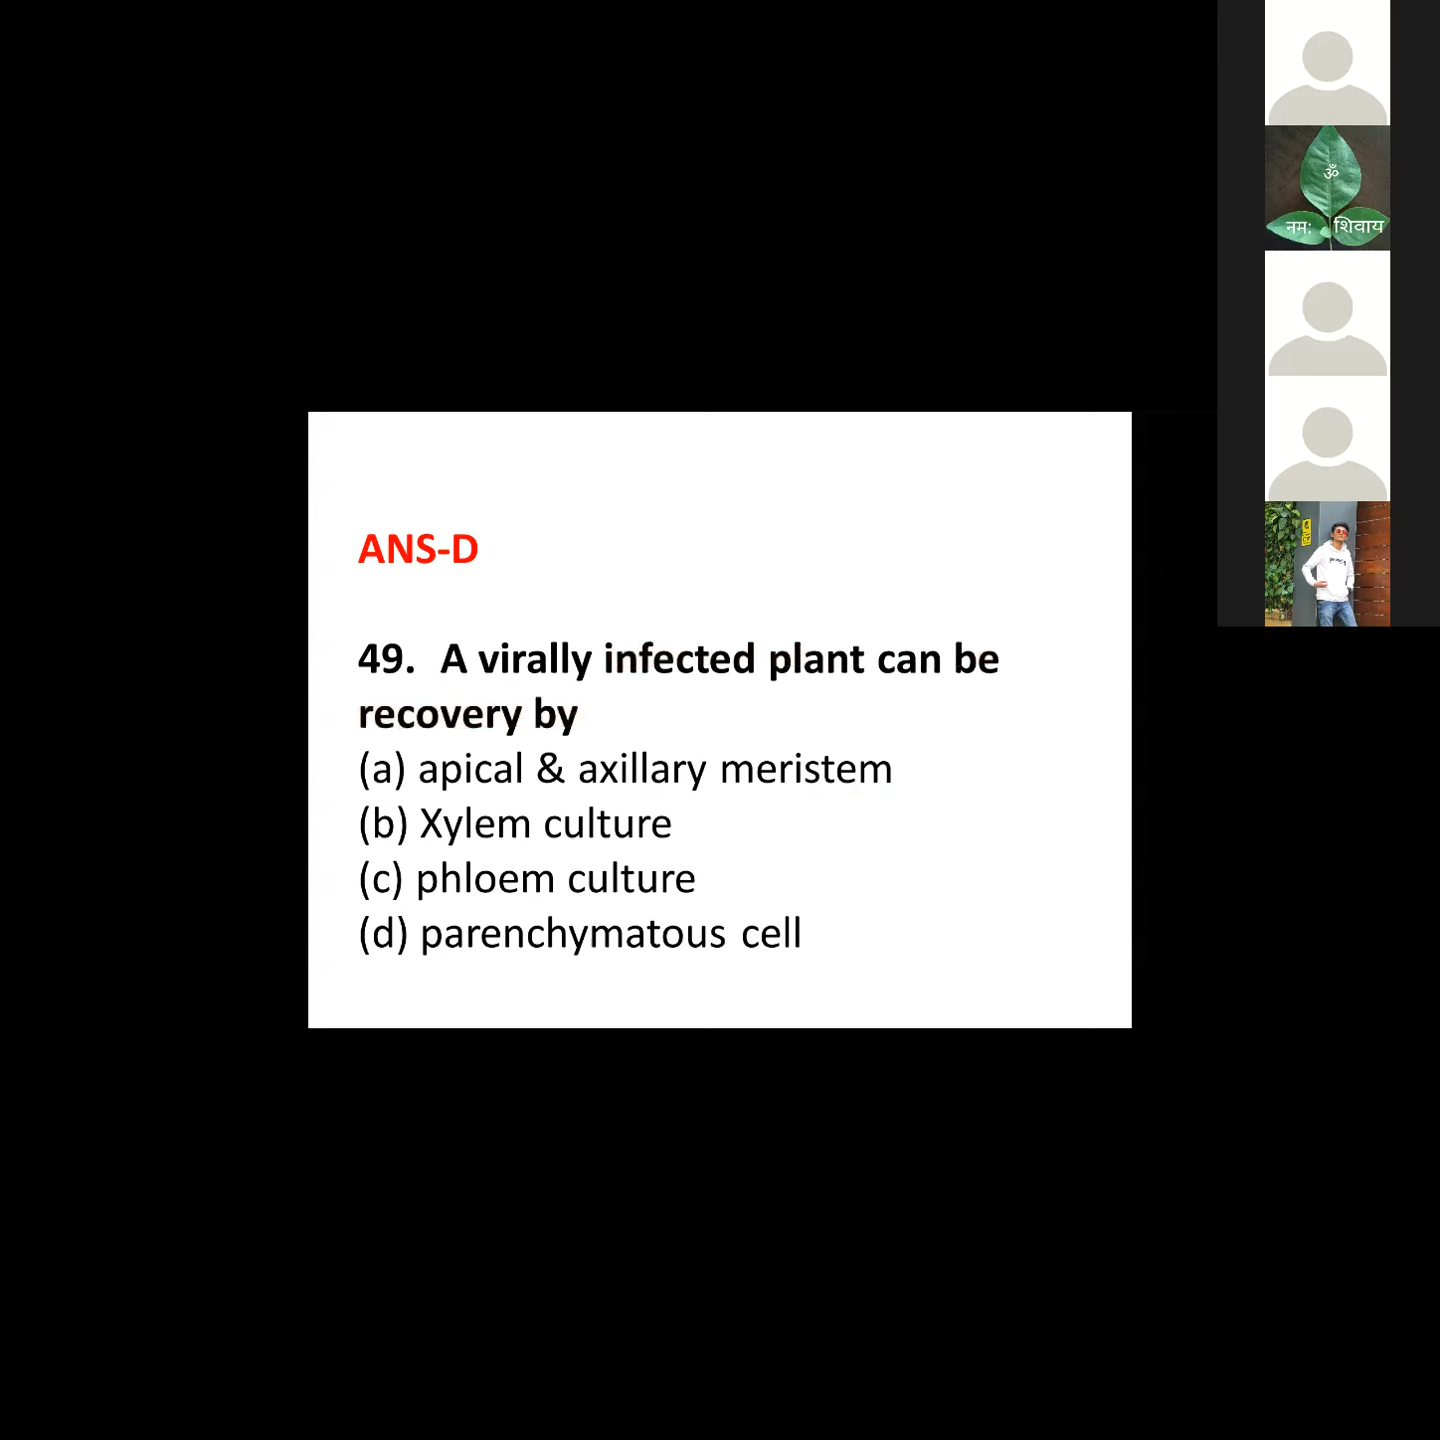 ॐ
नमः शिवाय
ANS-D
49. A virally infected plant can be
recovery by
(a) apical & axillary meristem
(b) Xylem culture
(c) phloem culture
(d) parenchymatous cell